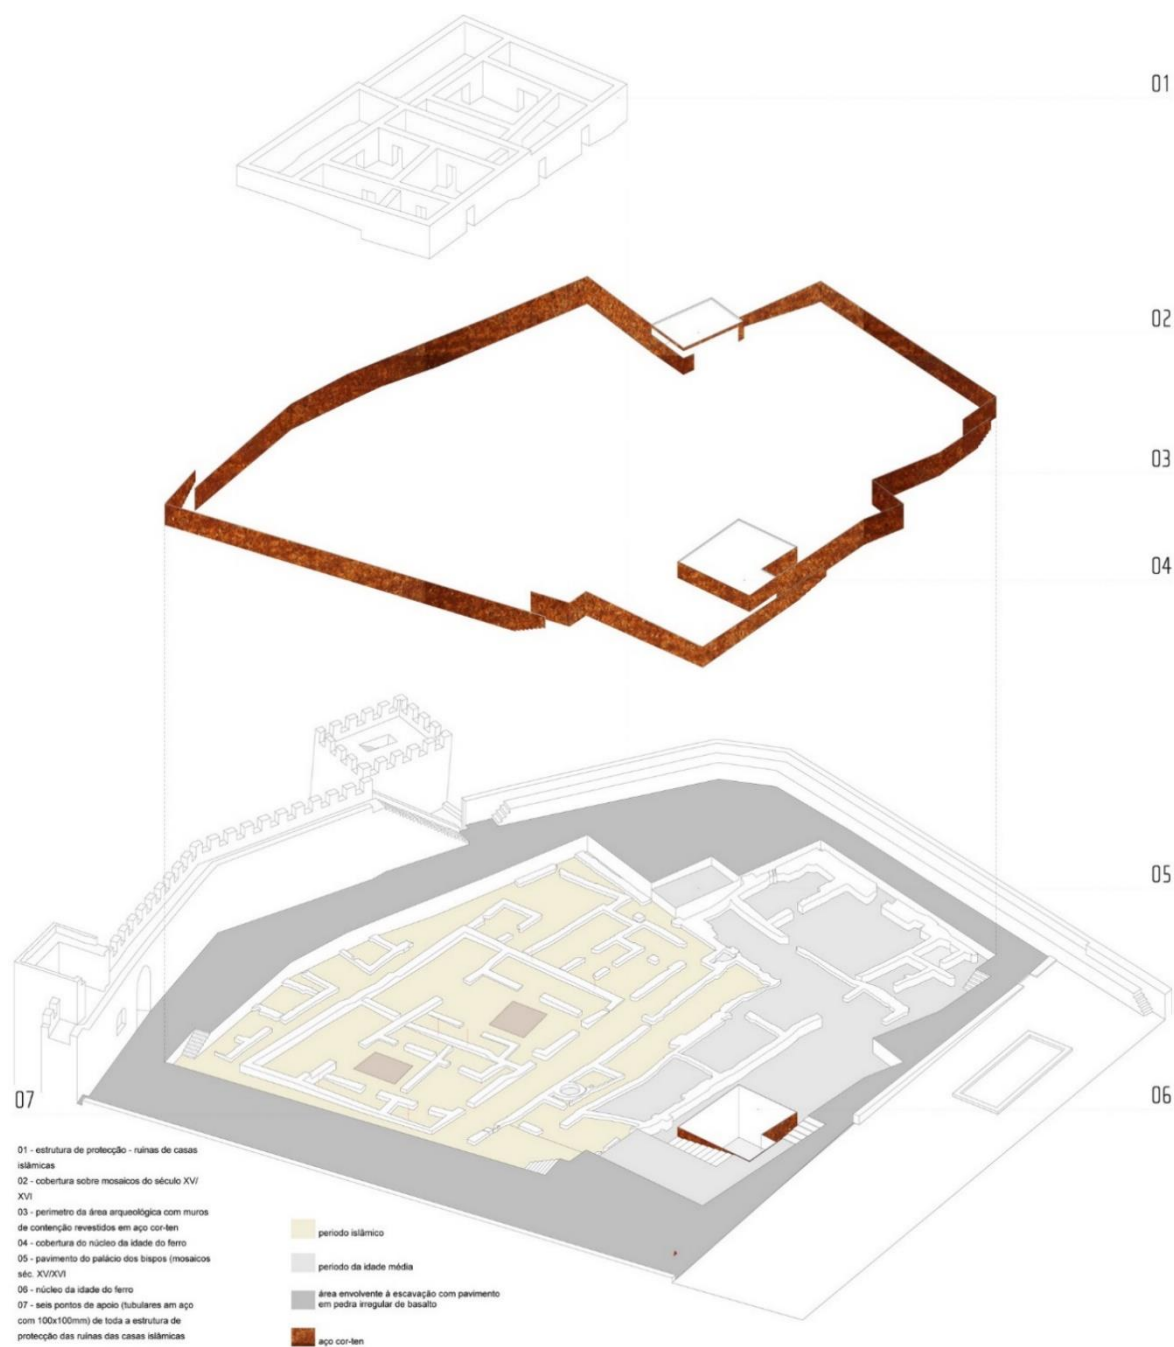 01
02
03
04
05
06
07
01 - estrutura de protecção - ruinas de casas
islâmicas
02 - cobertura sobre mosaicos do século XV/
XVI
03 - perimetro da área arqueológica com muros
de contenção revestidos em aço cor-ten
04 - cobertura do núcleo da idade do ferro
05 - pavimento do palácio dos bispos (mosaicos
séc. XV/XVI)
06 - núcleo da idade do ferro
07 - seis pontos de apoio (tubulares am aço
com 100x100mm) de toda a estrutura de
protecção das ruínas das casas islâmicas
periodo islâmico
periodo da idade média
área envolvente à escavação com pavimento
em pedra irregular de basalto
aço cor-ten